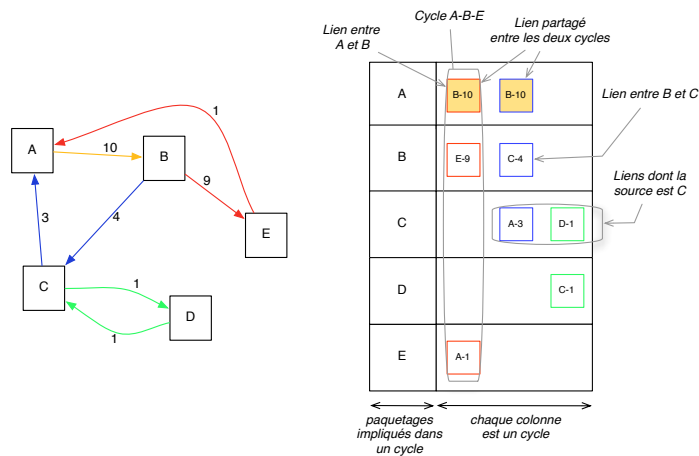 Lien entre
A et B
Cycle A-B-E
Lien partagé
entre les deux cycles
Lien entre B et C
Liens dont la
source est C
1
A
10
B
9
3
4
E
C
1
D
1
A
B-10
B-10
B
E-9
C-4
C
A-3
D-1
D
C-1
E
A-1
paquetages
impliqués dans
un cycle
chaque colonne
est un cycle